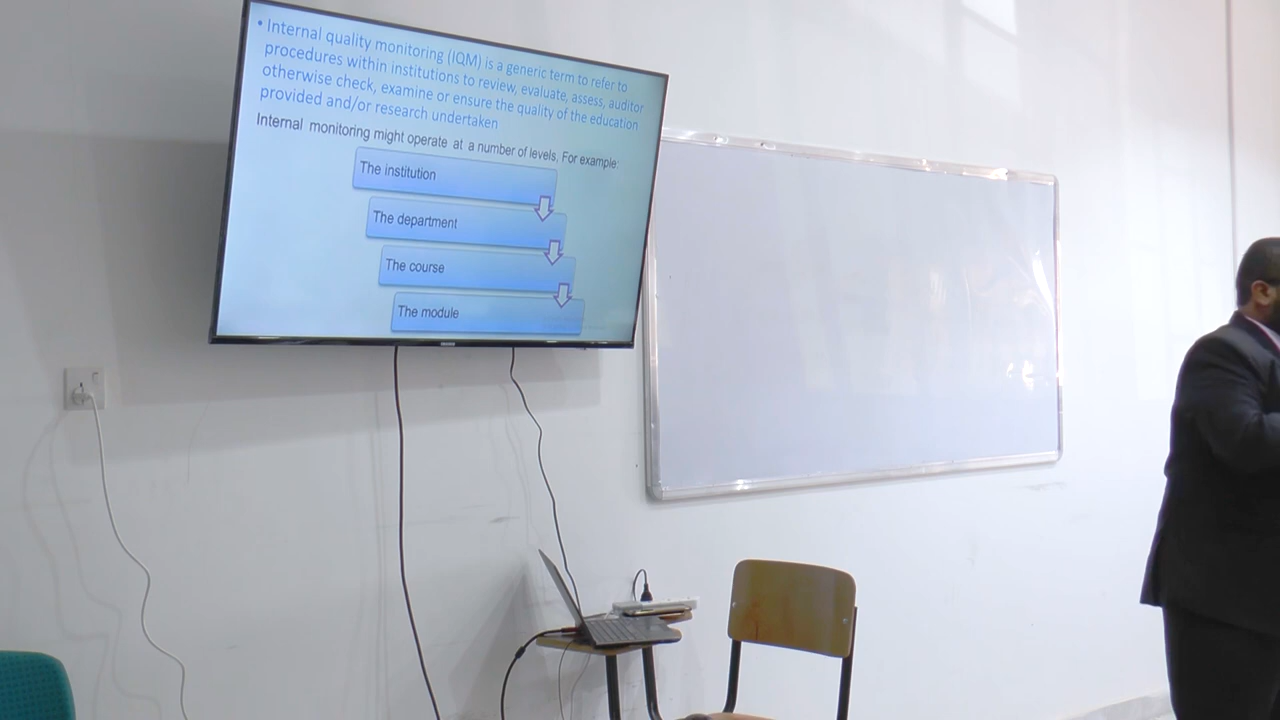 • Internal quality monitoring (IQM) is a generic term to refer to
procedures within institutions to review, evaluate, assess, auditor
otherwise check, examine or ensure the quality of the education
provided and/or research undertaken
Internal monitoring might operate at a number of levels, For example:
The institution
The department
The course
The module